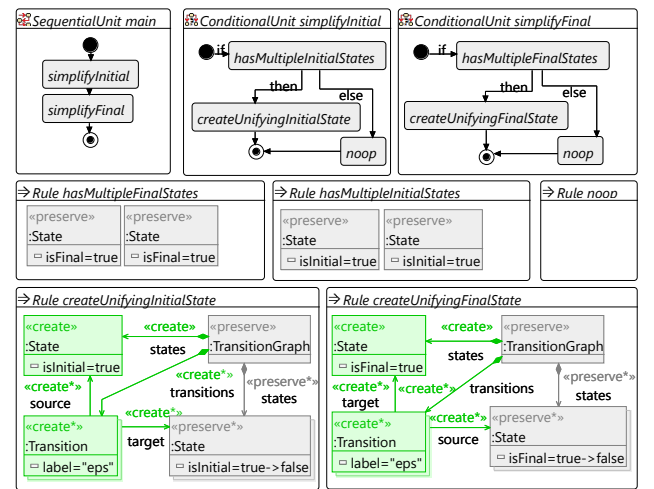 SequentialUnit main
simplifyInitial
simplifyFinal
ConditionalUnit simplifyInitial
if
hasMultipleInitialStates
then
else
createUnifyingInitialState
noop
ConditionalUnit simplifyFinal
if
hasMultipleFinalStates
then
else
createUnifyingFinalState
noop
Rule hasMultipleFinalStates
«preserve»
:State
isFinal=true
«preserve»
:State
isFinal=true
Rule hasMultipleInitialStates
«preserve»
:State
isInitial=true
«preserve»
:State
isInitial=true
Rule noop
Rule createUnifyingInitialState
«create»
:State
isInitial=true
«create»
states
«preserve»
:TransitionGraph
«create*»
source
«create*»
transitions
«preserve*»
states
«create*»
:Transition
label="eps"
«create*»
target
«preserve*»
:State
isInitial=true->false
Rule createUnifyingFinalState
«create»
:State
isFinal=true
«create»
states
«preserve»
:TransitionGraph
«create*»
target
«create*»
transitions
«preserve*»
states
«create*»
:Transition
label="eps"
«create*»
source
«preserve*»
:State
isFinal=true->false